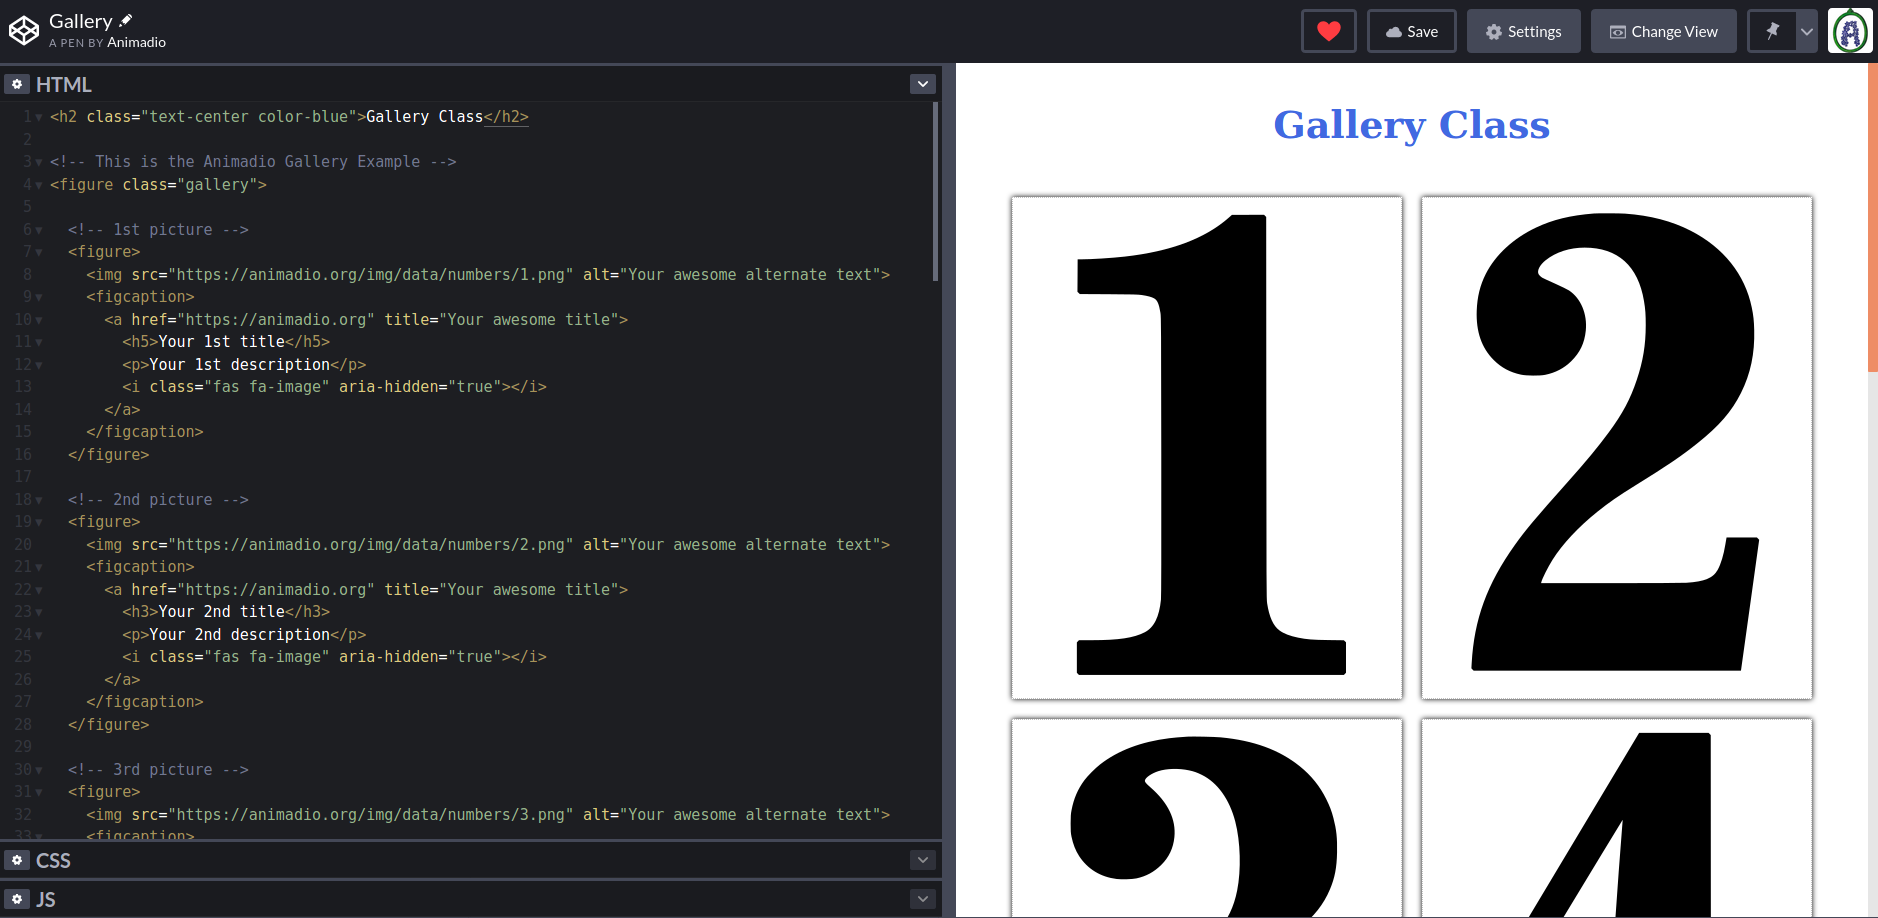 Gallery
A PEN BY Animadio
Save
Settings
Change View
HTML
1 <h2 class="text-center color-blue">Gallery Class</h2>
2
3 <!-- This is the Animadio Gallery Example -->
4 <figure class="gallery">
5
6 <!-- 1st picture -->
7 <figure>
8 <img src="https://animadio.org/img/data/numbers/1.png" alt="Your awesome alternate text">
9 <figcaption>
10 <a href="https://animadio.org" title="Your awesome title">
11 <h5>Your 1st title</h5>
12 <p>Your 1st description</p>
13 <i class="fas fa-image" aria-hidden="true"></i>
14 </a>
15 </figcaption>
16 </figure>
17
18 <!-- 2nd picture -->
19 <figure>
20 <img src="https://animadio.org/img/data/numbers/2.png" alt="Your awesome alternate text">
21 <figcaption>
22 <a href="https://animadio.org" title="Your awesome title">
23 <h3>Your 2nd title</h3>
24 <p>Your 2nd description</p>
25 <i class="fas fa-image" aria-hidden="true"></i>
26 </a>
27 </figcaption>
28 </figure>
29
30 <!-- 3rd picture -->
31 <figure>
32 <img src="https://animadio.org/img/data/numbers/3.png" alt="Your awesome alternate text">
33 <figcaption>
CSS
JS
Gallery Class
1 2
3 4